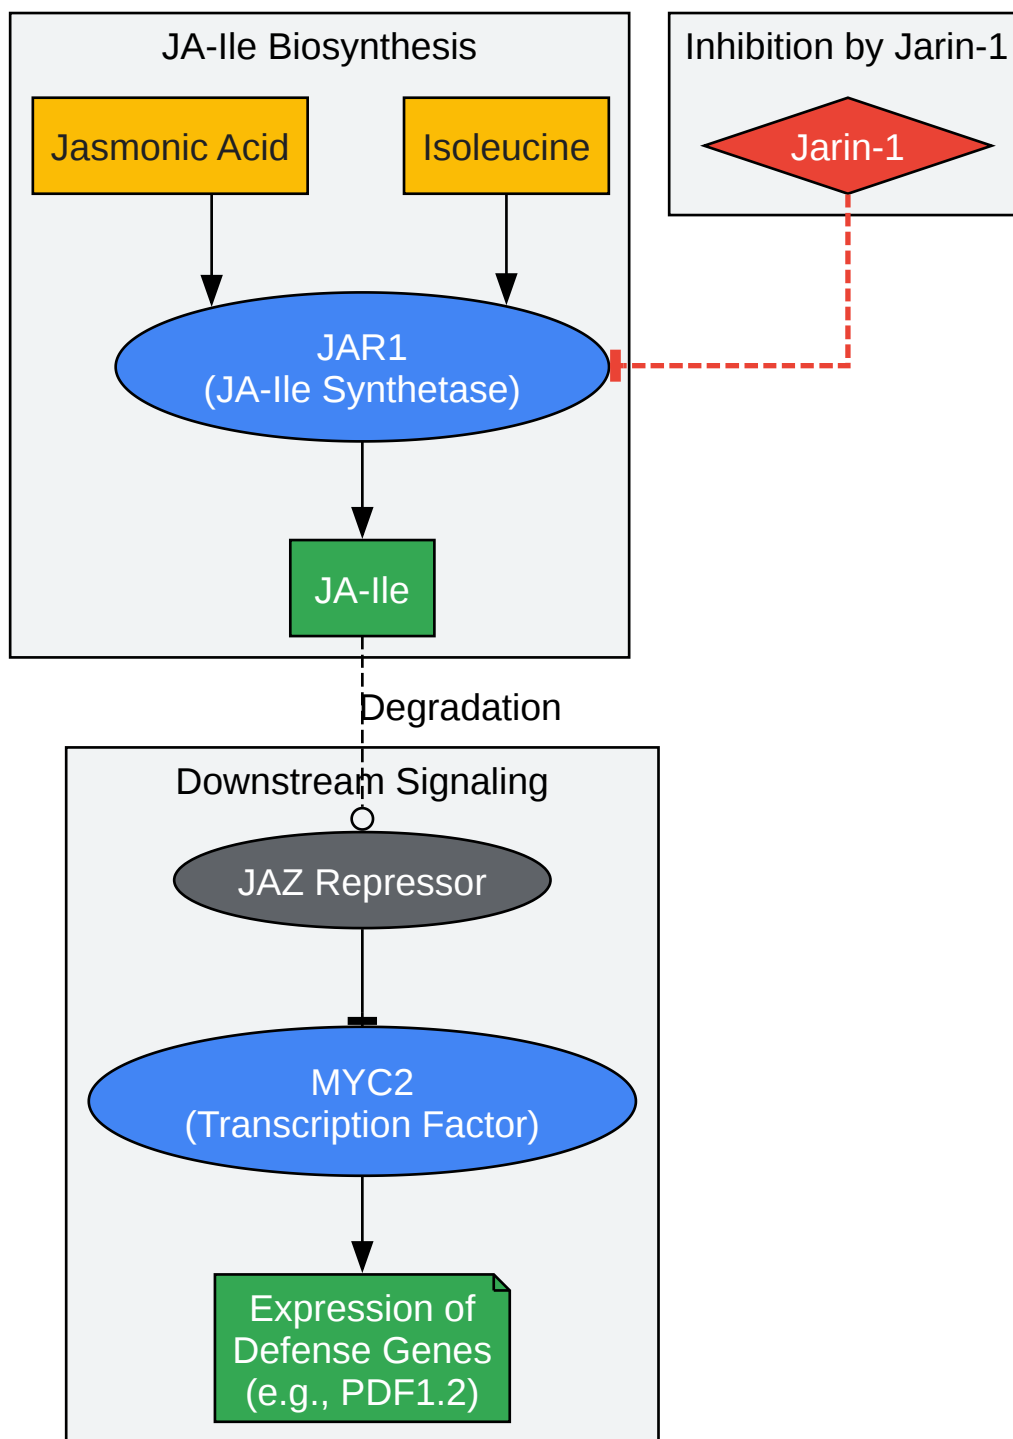 JA-Ile Biosynthesis
Inhibition by Jarin-1
Jasmonic Acid
Isoleucine
Jarin-1
JAR1
(JA-Ile Synthetase)
JA-Ile
Degradation
Downstream Signaling
JAZ Repressor
MYC2
(Transcription Factor)
Expression of
Defense Genes
(e.g., PDF1.2)